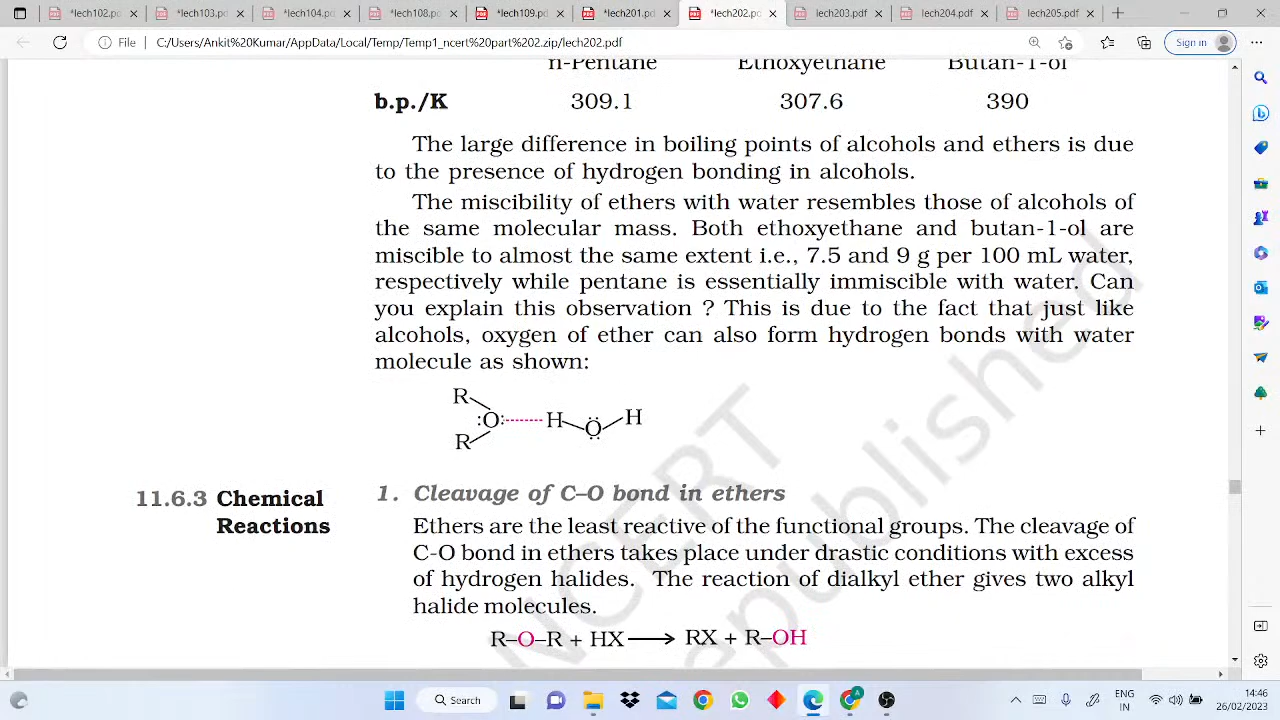 *lech102.pd
*lech103.pd
*lech104.pd
*lech108.pd
*lech109.pd
*lech201.pd
*lech202.pd
lech203.pdf
lech204.pdf
lech205.pdf
File C:/Users/Ankit%20Kumar/AppData/Local/Temp/Temp1_ncert%20part%202.zip/lech202.pdf
Sign in
n-Pentane Ethoxyethane Butan-1-ol
b.p./K 309.1 307.6 390
The large difference in boiling points of alcohols and ethers is due
to the presence of hydrogen bonding in alcohols.
The miscibility of ethers with water resembles those of alcohols of
the same molecular mass. Both ethoxyethane and butan-1-ol are
miscible to almost the same extent i.e., 7.5 and 9 g per 100 mL water,
respectively while pentane is essentially immiscible with water. Can
you explain this observation ? This is due to the fact that just like
alcohols, oxygen of ether can also form hydrogen bonds with water
molecule as shown:
R
:O: H O H
R
11.6.3 Chemical
Reactions
1. Cleavage of C–O bond in ethers
Ethers are the least reactive of the functional groups. The cleavage of
C-O bond in ethers takes place under drastic conditions with excess
of hydrogen halides. The reaction of dialkyl ether gives two alkyl
halide molecules.
R–O–R + HX ⟶ RX + R–OH
NCERT
republished
Search
ENG
IN
14:46
26/02/2023